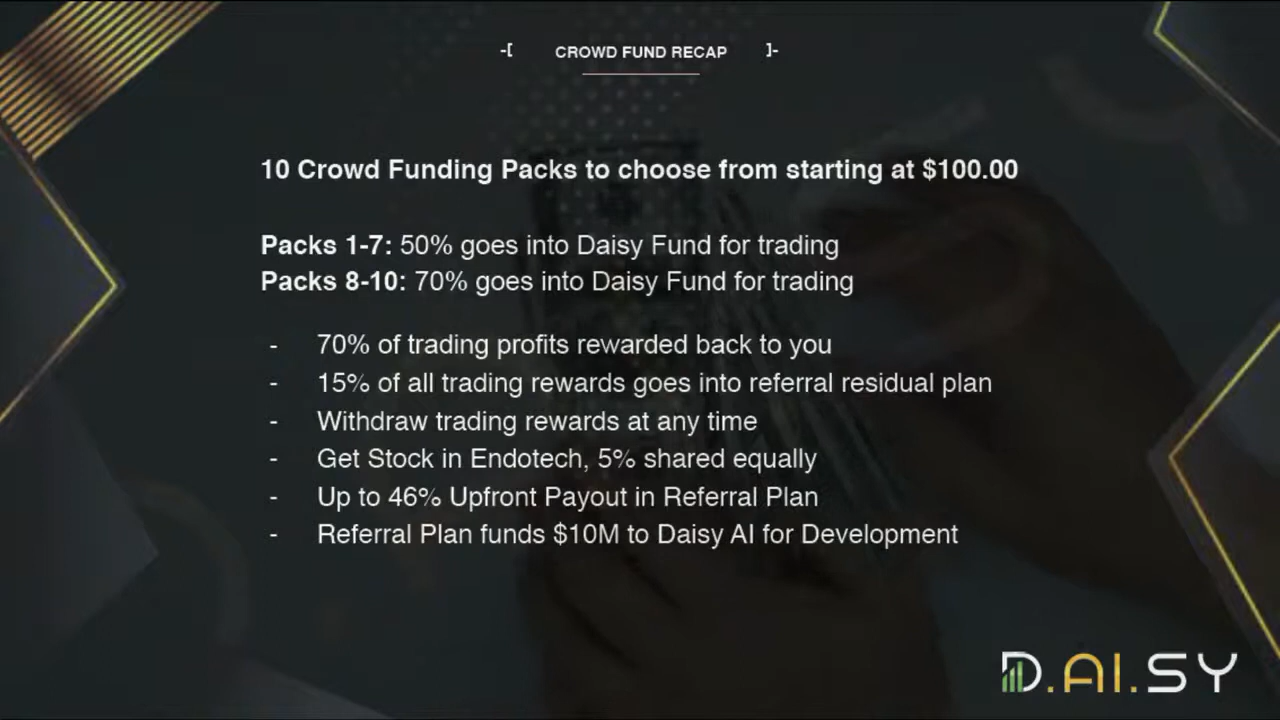 -[ CROWD FUND RECAP ]-
10 Crowd Funding Packs to choose from starting at $100.00
Packs 1-7: 50% goes into Daisy Fund for trading
Packs 8-10: 70% goes into Daisy Fund for trading
- 70% of trading profits rewarded back to you
- 15% of all trading rewards goes into referral residual plan
- Withdraw trading rewards at any time
- Get Stock in Endotech, 5% shared equally
- Up to 46% Upfront Payout in Referral Plan
- Referral Plan funds $10M to Daisy AI for Development
D.AI.SY